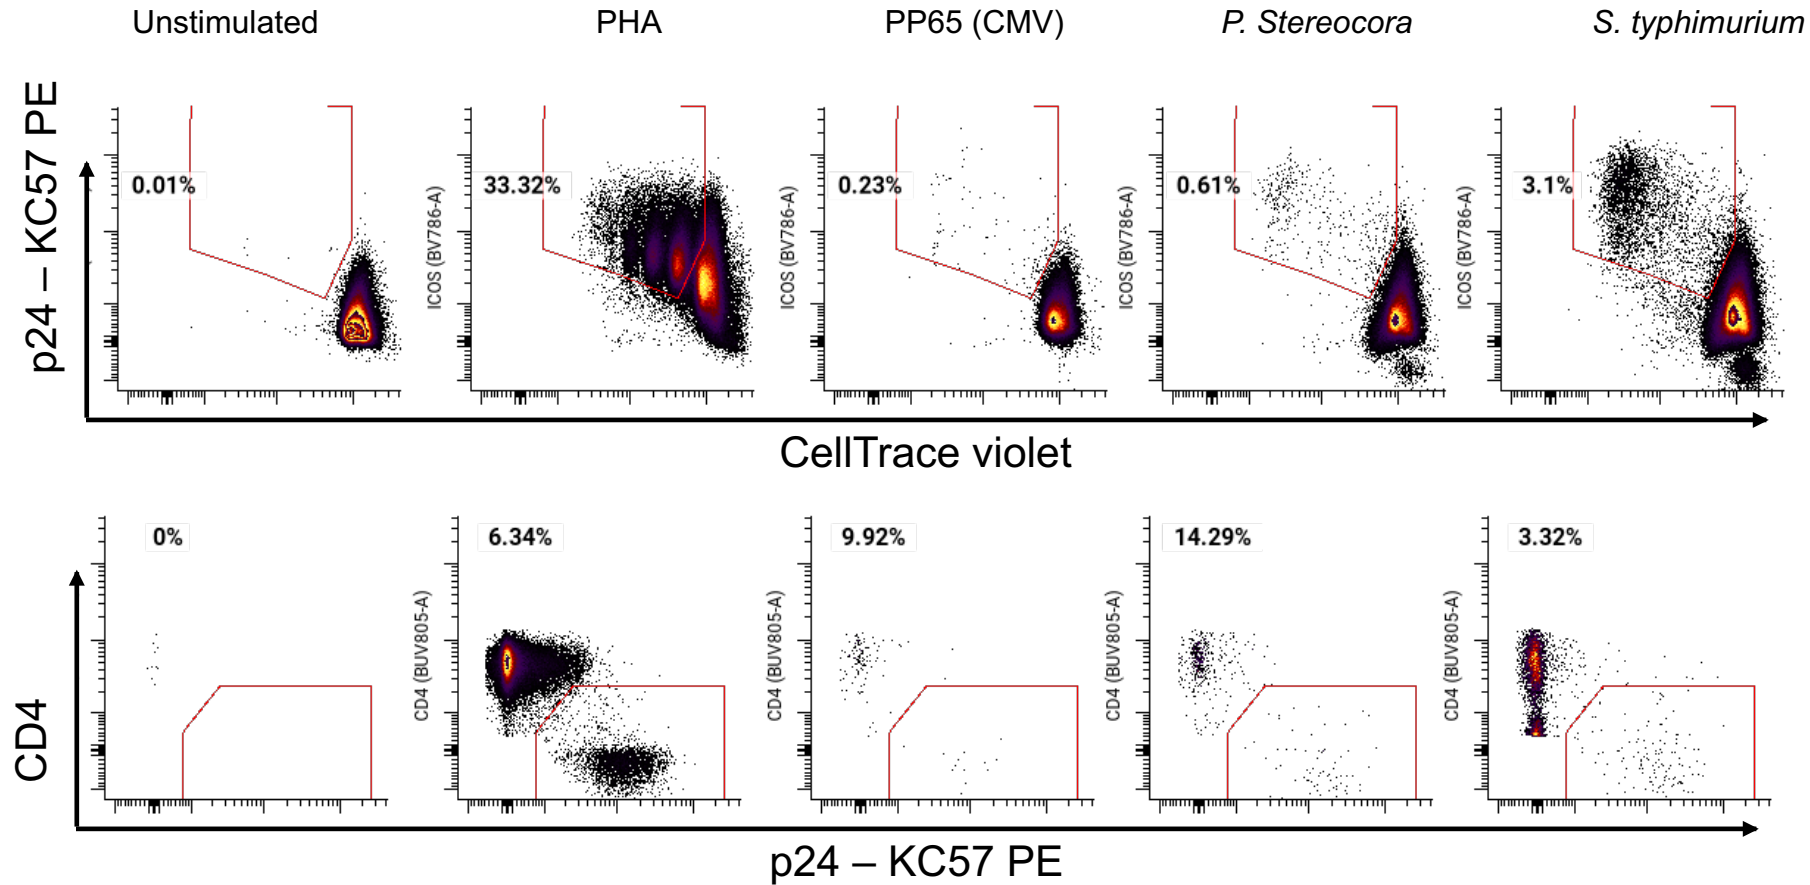 Unstimulated
PHA
PP65 (CMV)
P. Stereocora
S. typhimurium
p24 – KC57 PE
0.01%
33.32%
ICOS (BV786-A)
0.23%
ICOS (BV786-A)
0.61%
ICOS (BV786-A)
3.1%
ICOS (BV786-A)
CellTrace violet
CD4
0%
6.34%
CD4 (BUV805-A)
9.92%
CD4 (BUV805-A)
14.29%
CD4 (BUV805-A)
3.32%
CD4 (BUV805-A)
p24 – KC57 PE